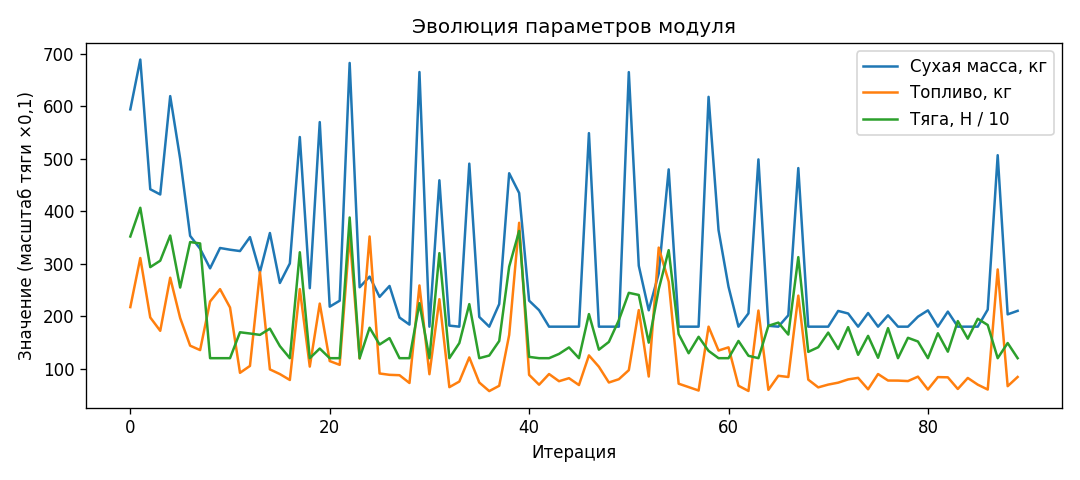 Эволюция параметров модуля
Сухая масса, кг
Топливо, кг
Тяга, Н / 10
Значение (масштаб тяги ×0,1)
700
600
500
400
300
200
100
0
20
40
60
80
Итерация